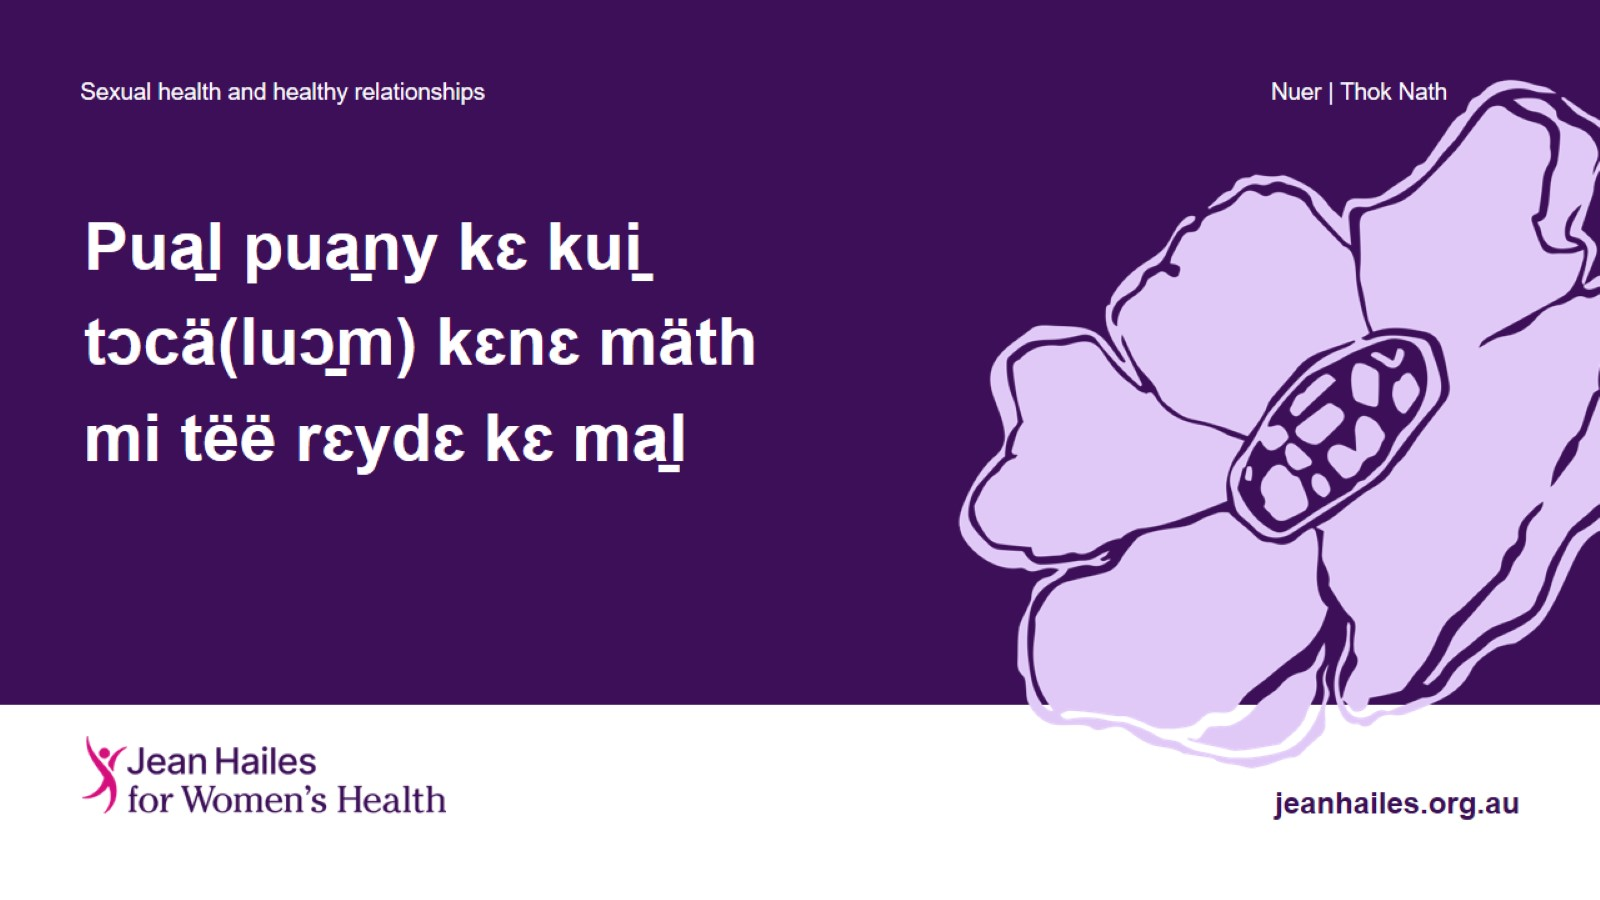 Sexual health and healthy relationships
Nuer | Thok Nath
Pua̱l pua̱ny kɛ kui̱
tɔcä(luɔ̱m) kɛnɛ mäth
mi tëë rɛydɛ kɛ ma̱l
Jean Hailes
for Women's Health
jeanhailes.org.au